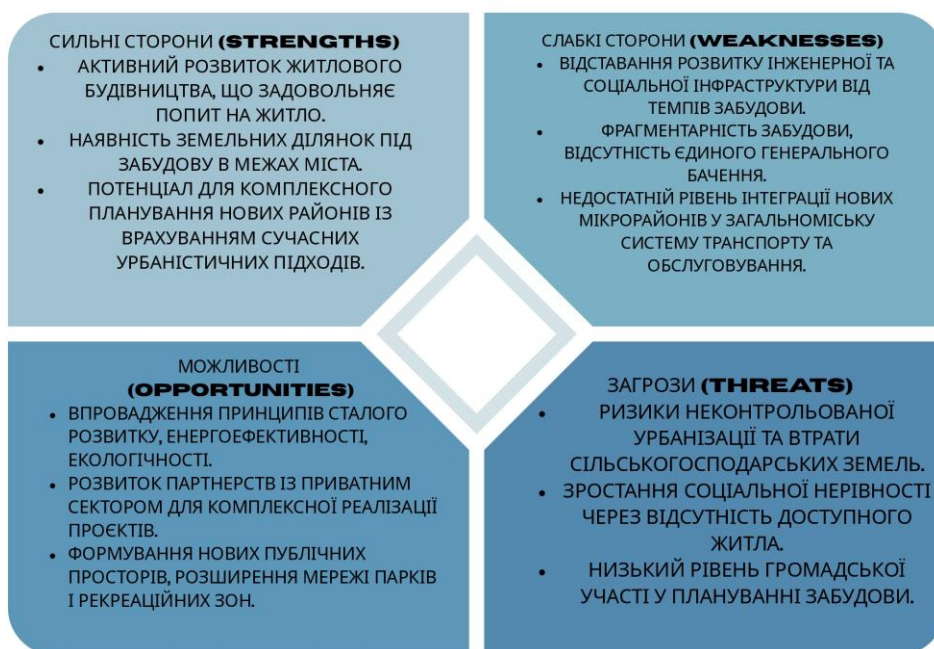 СИЛЬНІ СТОРОНИ (STRENGTHS)
• АКТИВНИЙ РОЗВИТОК ЖИТЛОВОГО
БУДІВНИЦТВА, ЩО ЗАДОВОЛЬНЯЄ
ПОПИТ НА ЖИТЛО.
• НАЯВНІСТЬ ЗЕМЕЛЬНИХ ДІЛЯНОК ПІД
ЗАБУДОВУ В МЕЖАХ МІСТА.
• ПОТЕНЦІАЛ ДЛЯ КОМПЛЕКСНОГО
ПЛАНУВАННЯ НОВИХ РАЙОНІВ ІЗ
ВРАХУВАННЯМ СУЧАСНИХ
УРБАНІСТИЧНИХ ПІДХОДІВ.
СЛАБКІ СТОРОНИ (WEAKNESSES)
• ВІДСТАВАННЯ РОЗВИТКУ ІНЖЕНЕРНОЇ ТА
СОЦІАЛЬНОЇ ІНФРАСТРУКТУРИ ВІД
ТЕМПІВ ЗАБУДОВИ.
• ФРАГМЕНТАРНІСТЬ ЗАБУДОВИ,
ВІДСУТНІСТЬ ЄДИНОГО ГЕНЕРАЛЬНОГО
БАЧЕННЯ.
• НЕДОСТАТНІЙ РІВЕНЬ ІНТЕГРАЦІЇ НОВИХ
МІКРОРАЙОНІВ У ЗАГАЛЬНОМІСЬКУ
СИСТЕМУ ТРАНСПОРТУ ТА
ОБСЛУГОВУВАННЯ.
МОЖЛИВОСТІ
(OPPORTUNITIES)
• ВПРОВАДЖЕННЯ ПРИНЦИПІВ СТАЛОГО
РОЗВИТКУ, ЕНЕРГОЕФЕКТИВНОСТІ,
ЕКОЛОГІЧНОСТІ.
• РОЗВИТОК ПАРТНЕРСТВ ІЗ ПРИВАТНИМ
СЕКТОРОМ ДЛЯ КОМПЛЕКСНОЇ РЕАЛІЗАЦІЇ
ПРОЄКТІВ.
• ФОРМУВАННЯ НОВИХ ПУБЛІЧНИХ
ПРОСТОРІВ, РОЗШИРЕННЯ МЕРЕЖІ ПАРКІВ
І РЕКРЕАЦІЙНИХ ЗОН.
ЗАГРОЗИ (THREATS)
• РИЗИКИ НЕКОНТРОЛЬОВАНОЇ
УРБАНІЗАЦІЇ ТА ВТРАТИ
СІЛЬСЬКОГОСПОДАРСЬКИХ ЗЕМЕЛЬ.
• ЗРОСТАННЯ СОЦІАЛЬНОЇ НЕРІВНОСТІ
ЧЕРЕЗ ВІДСУТНІСТЬ ДОСТУПНОГО
ЖИТЛА.
• НИЗЬКИЙ РІВЕНЬ ГРОМАДСЬКОЇ
УЧАСТІ У ПЛАНУВАННІ ЗАБУДОВИ.